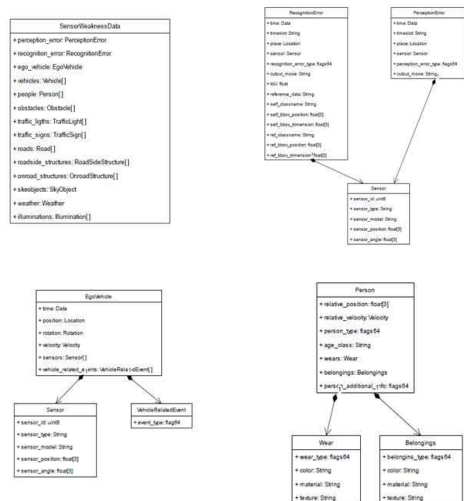 SensorWeaknessData
+ perception_error: PerceptionError
+ recognition_error: RecognitionError
+ ego_vehicle: EgoVehicle
+ vehicles: Vehicle[]
+ people: Person[]
+ obstacles: Obstacle[]
+ traffic_ligths: TrafficLight[]
+ traffic_signs: TrafficSign[]
+ roads: Road[]
+ roadside_structures: RoadSideStructure[]
+ onroad_structures: OnroadStructure[]
+ skeobjects: SkyObject
+ weather: Weather
+ illuminations: Illumination[]
RecognitionError
+ time: Data
+ timeslot: String
+ place: Location
+ sensor: Sensor
+ recognition_error_type: flags64
+ output_movie: String
+ IoU: float
+ reference_data: String
+ self_classname: String
+ self_bbox_position: float[3]
+ self_bbox_dimension: float[3]
+ ref_classname: String
+ ref_bbox_position: float[3]
+ ref_bbox_dimension: float[3]
PerceptionError
+ time: Data
+ timeslot: String
+ place: Location
+ sensor: Sensor
+ perception_error_type: flags64
+ output_movie: String
Sensor
+ sensor_id: uint8
+ sensor_type: String
+ sensor_model: String
+ sensor_position: float[3]
+ sensor_angle: float[3]
EgoVehicle
+ time: Data
+ position: Location
+ rotation: Rotation
+ velocity: Velocity
+ sensors: Sensor[]
+ vehicle_related_events: VehicleRelatedEvent[]
Sensor
+ sensor_id: uint8
+ sensor_type: String
+ sensor_model: String
+ sensor_position: float[3]
+ sensor_angle: float[3]
VehicleRelatedEvent
+ event_type: flag64
Person
+ relative_position: float[3]
+ relative_velocity: Velocity
+ person_type: flags64
+ age_class: String
+ wears: Wear
+ belongings: Belongings
+ person_additional_info: flags64
Wear
+ wear_type: flags64
+ color: String
+ material: String
+ texture: String
Belongings
+ belongins_type: flags64
+ color: String
+ material: String
+ texture: String